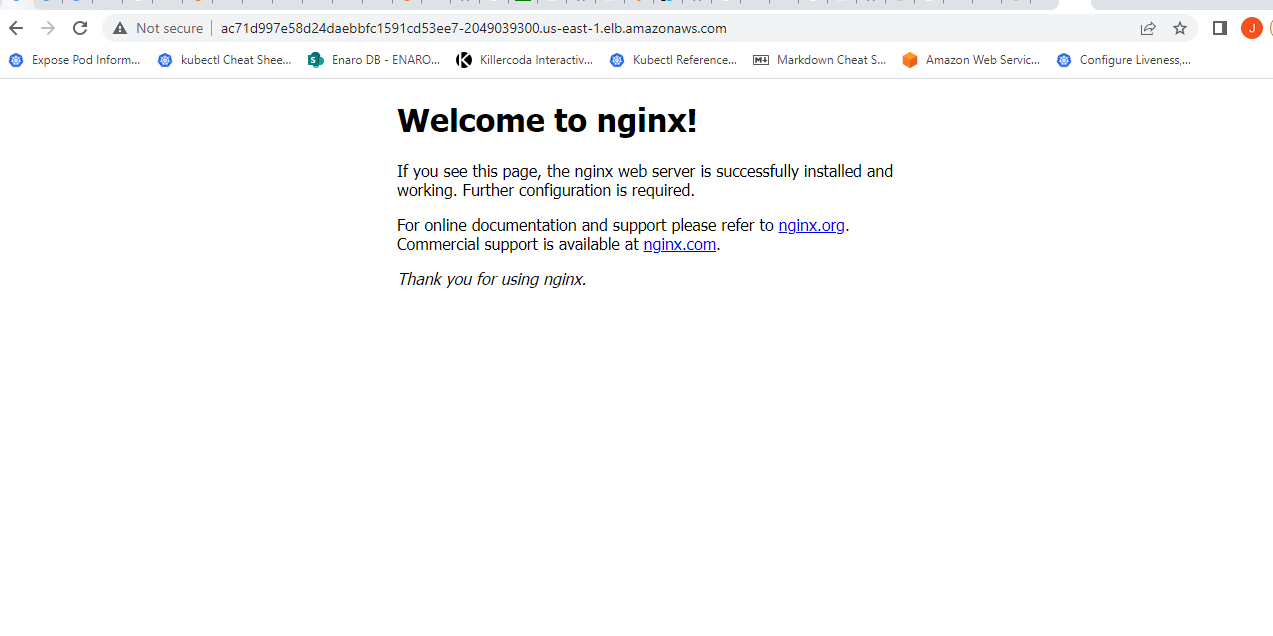 Not secure ac71d997e58d24daebbfc1591cd53ee7-2049039300.us-east-1.elb.amazonaws.com J
Expose Pod Inform... kubectl Cheat Shee... S Enaro DB - ENARO... K Killercoda Interactiv... Kubectl Reference... M Markdown Cheat S... Amazon Web Servic... Configure Liveness,...
Welcome to nginx!
If you see this page, the nginx web server is successfully installed and
working. Further configuration is required.
For online documentation and support please refer to nginx.org.
Commercial support is available at nginx.com.
Thank you for using nginx.